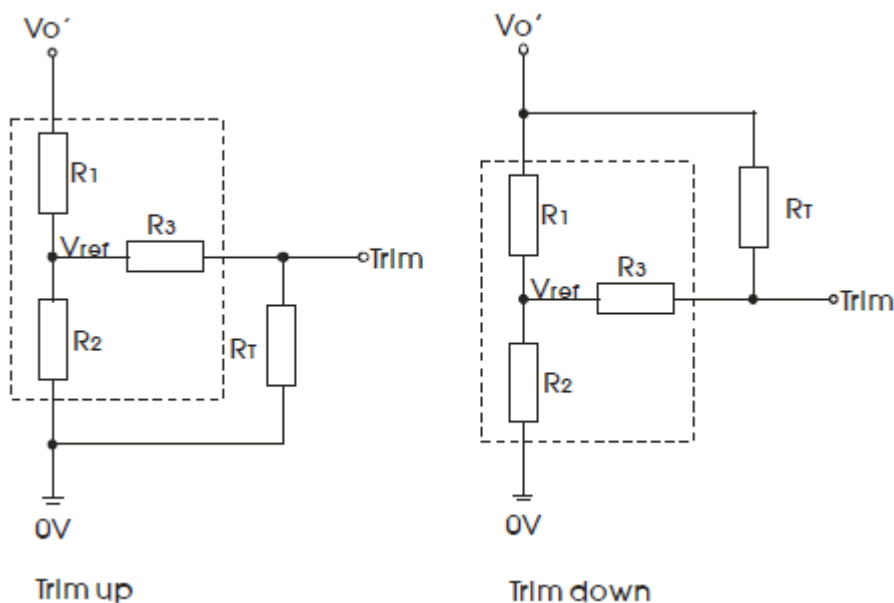 Vo´
R1
R3
Vref
Trim
R2
RT
0V
Trim up
Vo´
R1
RT
R3
Vref
Trim
R2
0V
Trim down